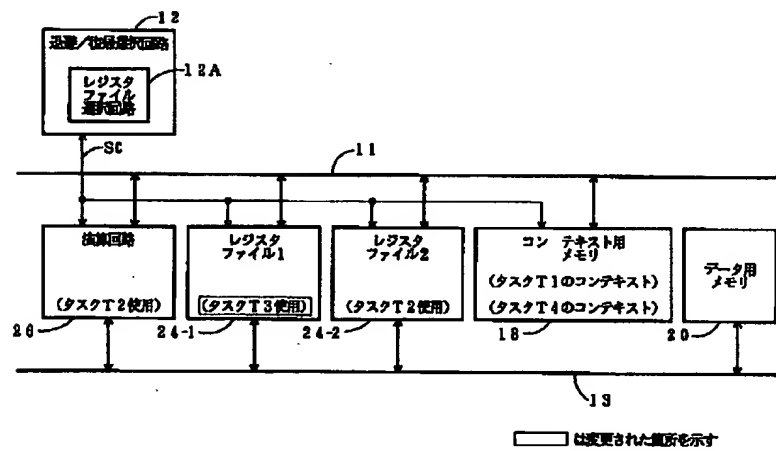 12
退避/復帰選択回路
12A
レジスタ
ファイル
選択回路
SC
11
演算回路
(タスクT2使用)
レジスタ
ファイル1
(タスクT3使用)
レジスタ
ファイル2
(タスクT2使用)
コンテキスト用
メモリ
(タスクT1のコンテキスト)
(タスクT4のコンテキスト)
データ用
メモリ
26
24-1
24-2
18
20
13
は変更された箇所を示す